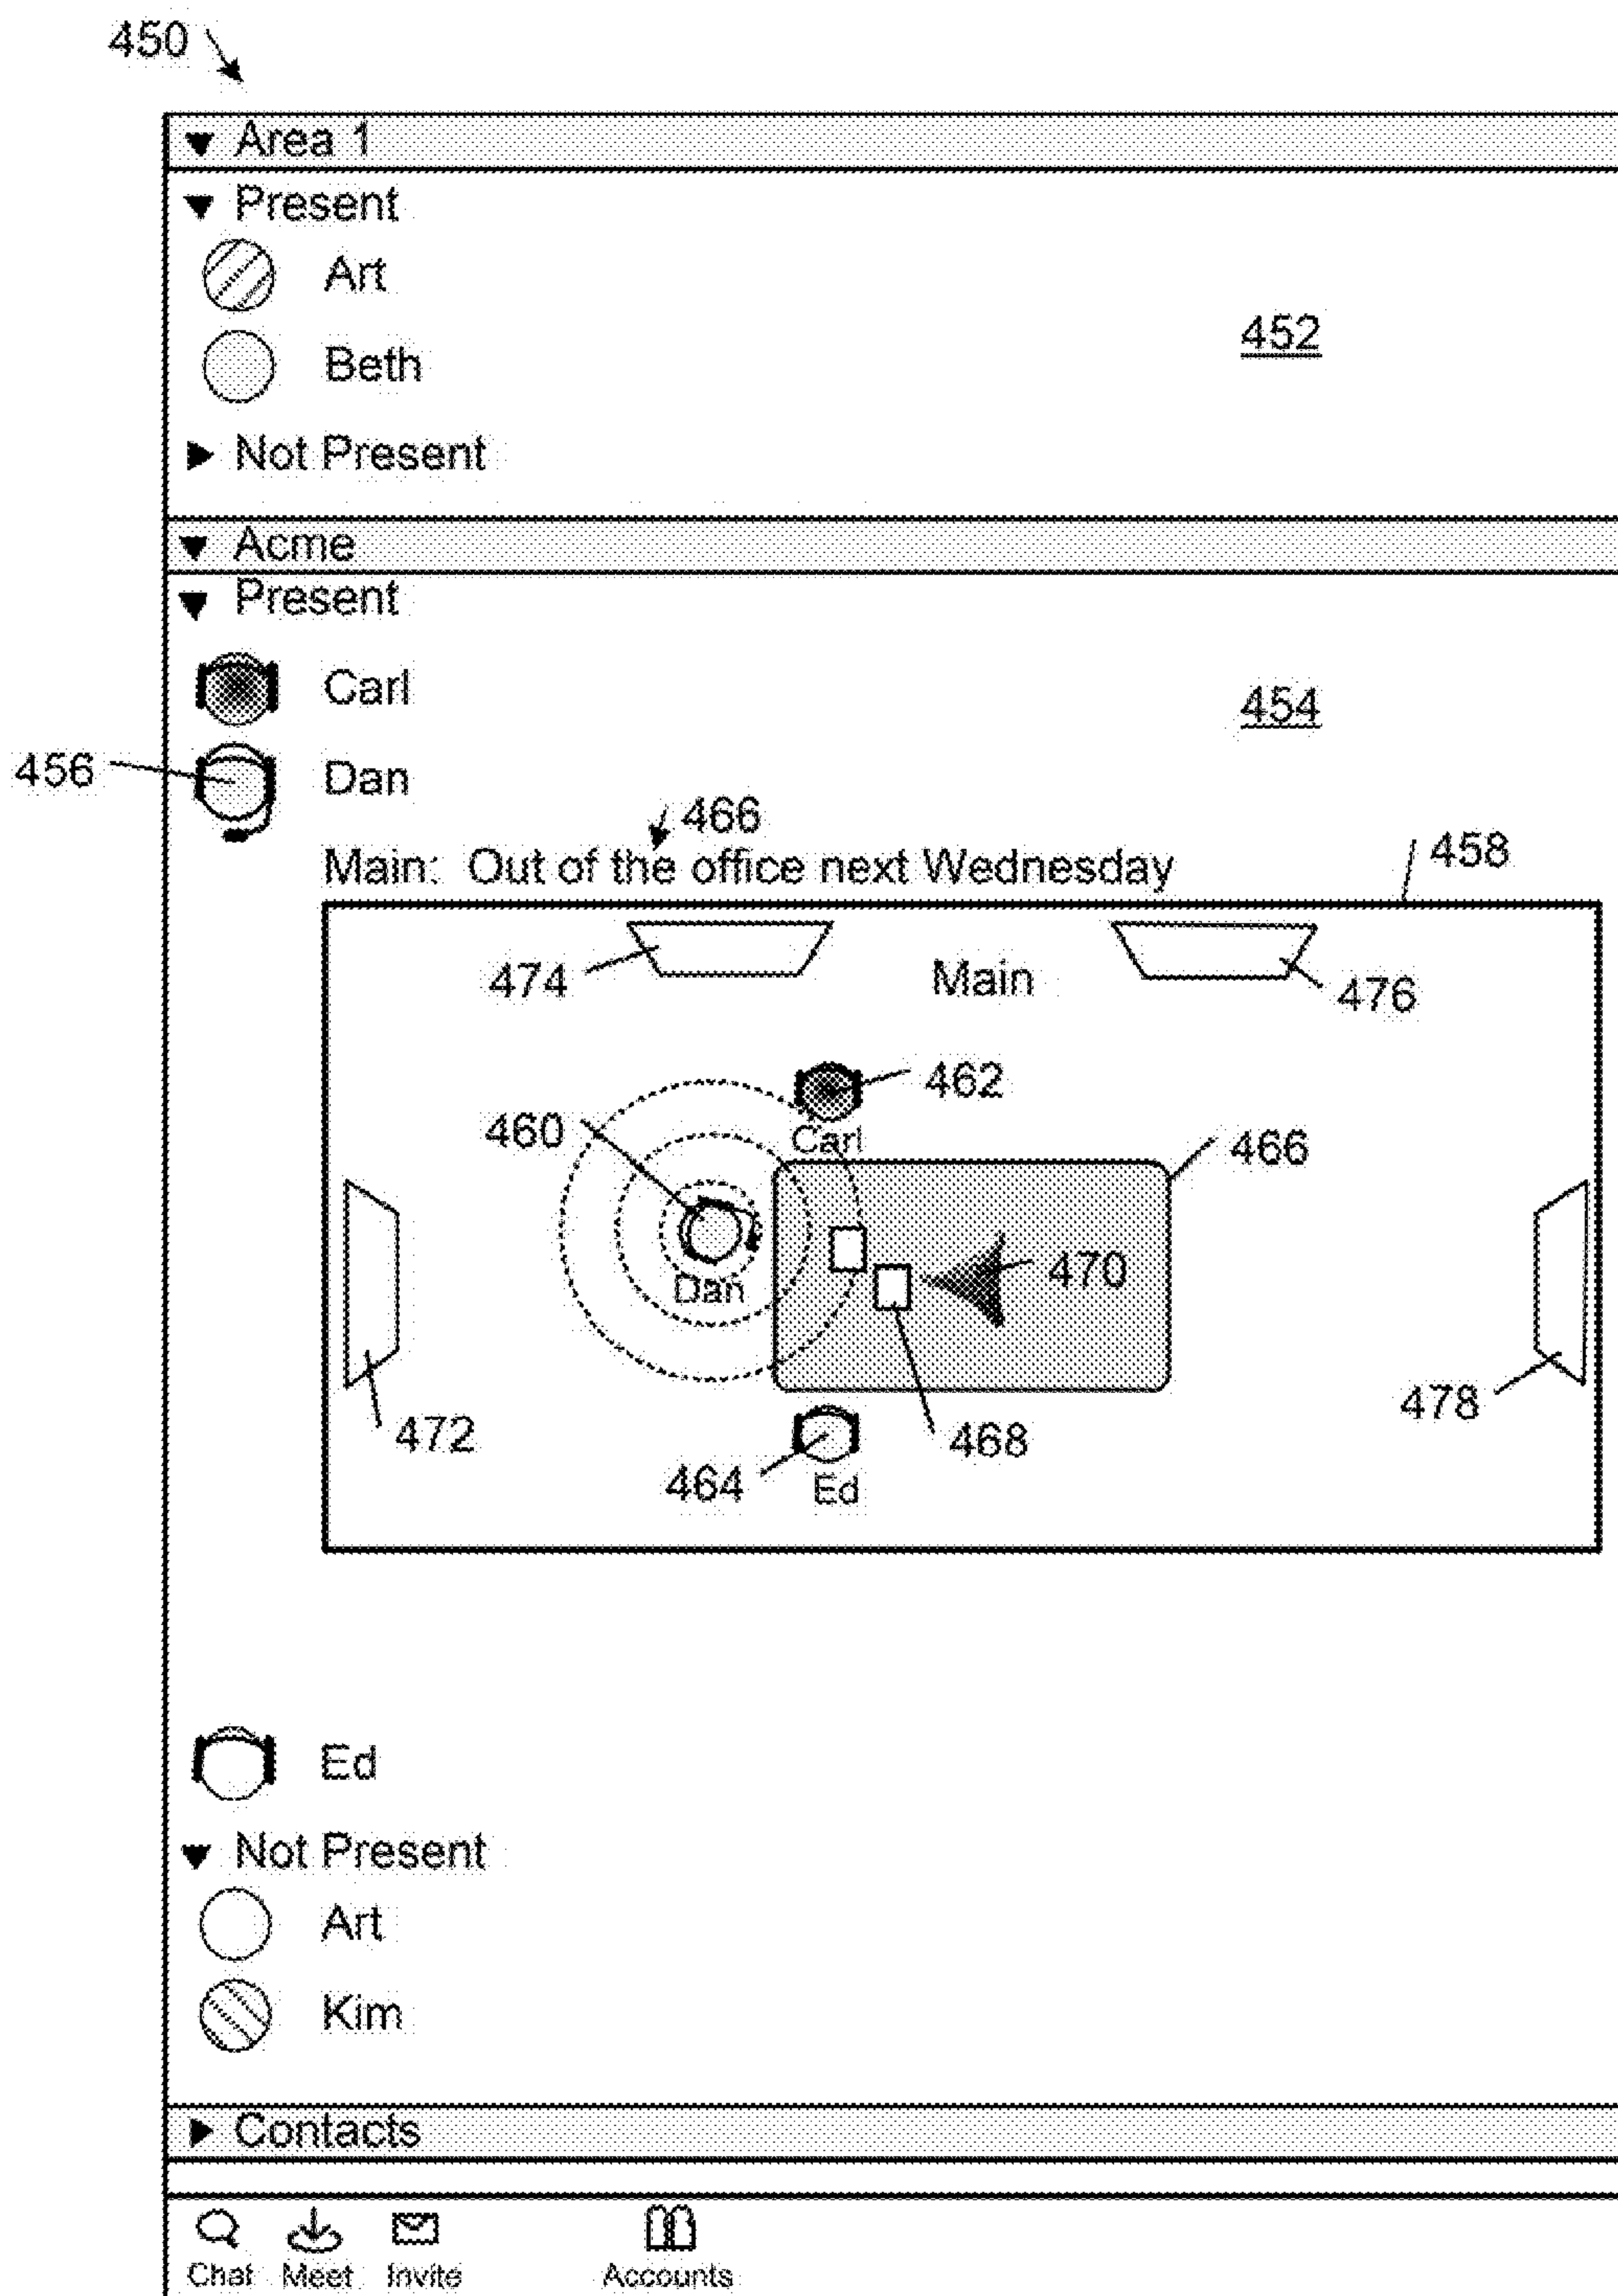 450
Area 1
Present
Art
452
Beth
Not Present
Acme
Present
Carl
454
456
Dan
466
Main: Out of the office next Wednesday
458
474
Main
476
462
460
Carl
466
Dan
470
472
468
478
464
Ed
Ed
Not Present
Art
Kim
Contacts
Chat Meet Invite Accounts